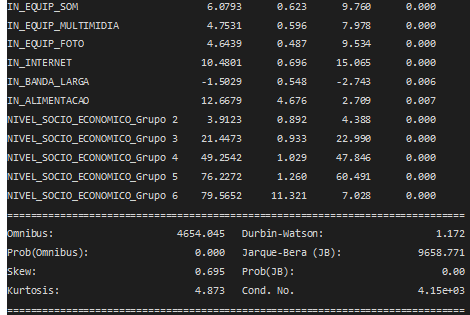 IN_EQUIP_SOM 6.0793 0.623 9.760 0.000
IN_EQUIP_MULTIMIDIA 4.7531 0.596 7.978 0.000
IN_EQUIP_FOTO 4.6439 0.487 9.534 0.000
IN_INTERNET 10.4801 0.696 15.065 0.000
IN_BANDA_LARGA -1.5029 0.548 -2.743 0.006
IN_ALIMENTACAO 12.6679 4.676 2.709 0.007
NIVEL_SOCIO_ECONOMICO_Grupo 2 3.9123 0.892 4.388 0.000
NIVEL_SOCIO_ECONOMICO_Grupo 3 21.4473 0.933 22.990 0.000
NIVEL_SOCIO_ECONOMICO_Grupo 4 49.2542 1.029 47.846 0.000
NIVEL_SOCIO_ECONOMICO_Grupo 5 76.2272 1.260 60.491 0.000
NIVEL_SOCIO_ECONOMICO_Grupo 6 79.5652 11.321 7.028 0.000
==============================================================================
Omnibus: 4654.045 Durbin-Watson: 1.172
Prob(Omnibus): 0.000 Jarque-Bera (JB): 9658.771
Skew: 0.695 Prob(JB): 0.00
Kurtosis: 4.873 Cond. No. 4.15e+03
==============================================================================